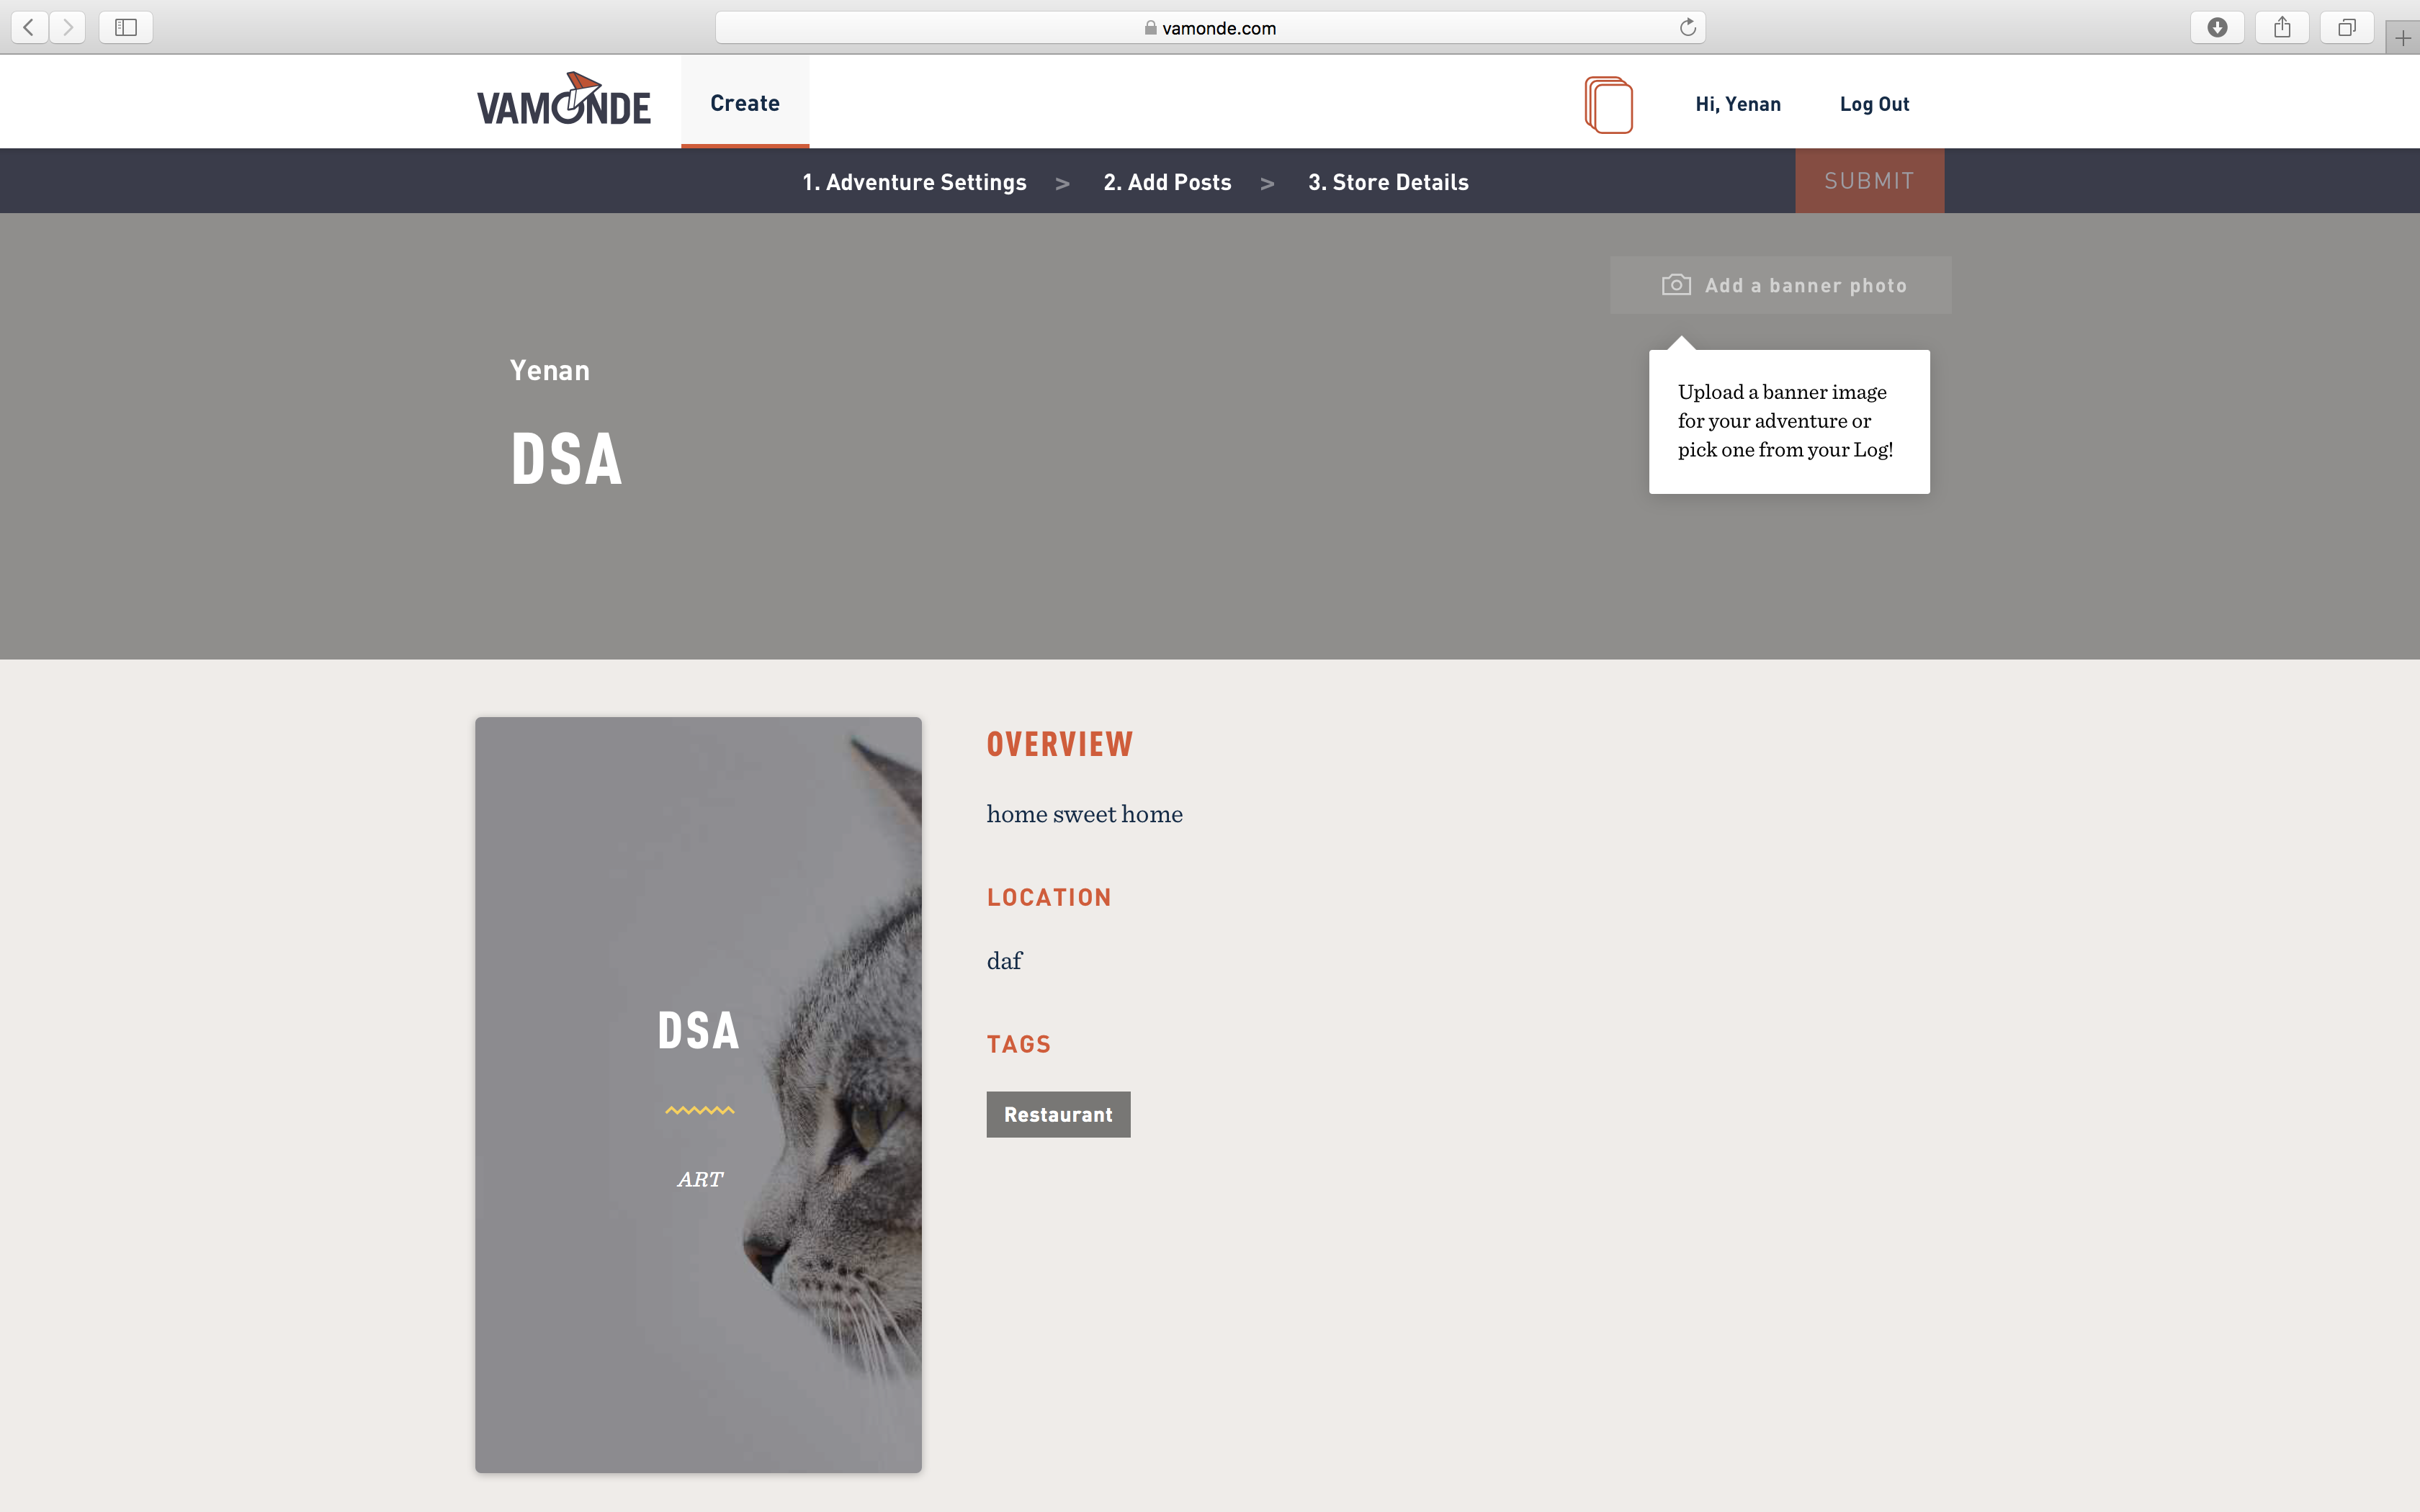 vamonde.com
VAMONDE
Create
Hi, Yenan
Log Out
1. Adventure Settings > 2. Add Posts > 3. Store Details
SUBMIT
Add a banner photo
Upload a banner image
for your adventure or
pick one from your Log!
Yenan
DSA
OVERVIEW
home sweet home
LOCATION
daf
TAGS
Restaurant
DSA
ART